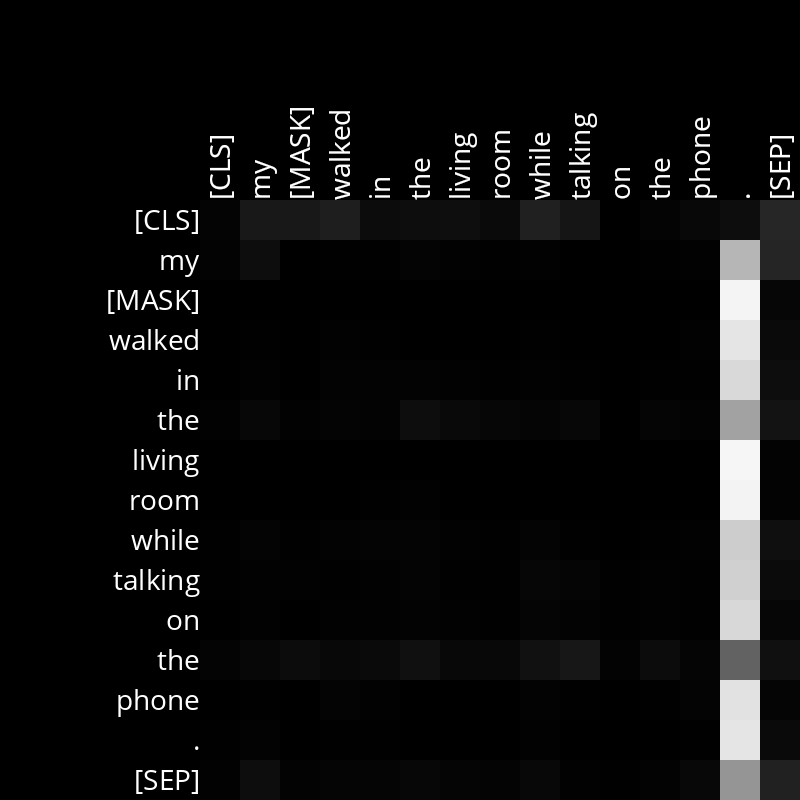 [CLS] my [MASK] walked in the living room while talking on the phone . [SEP]
[CLS]
my
[MASK]
walked
in
the
living
room
while
talking
on
the
phone
.
[SEP]